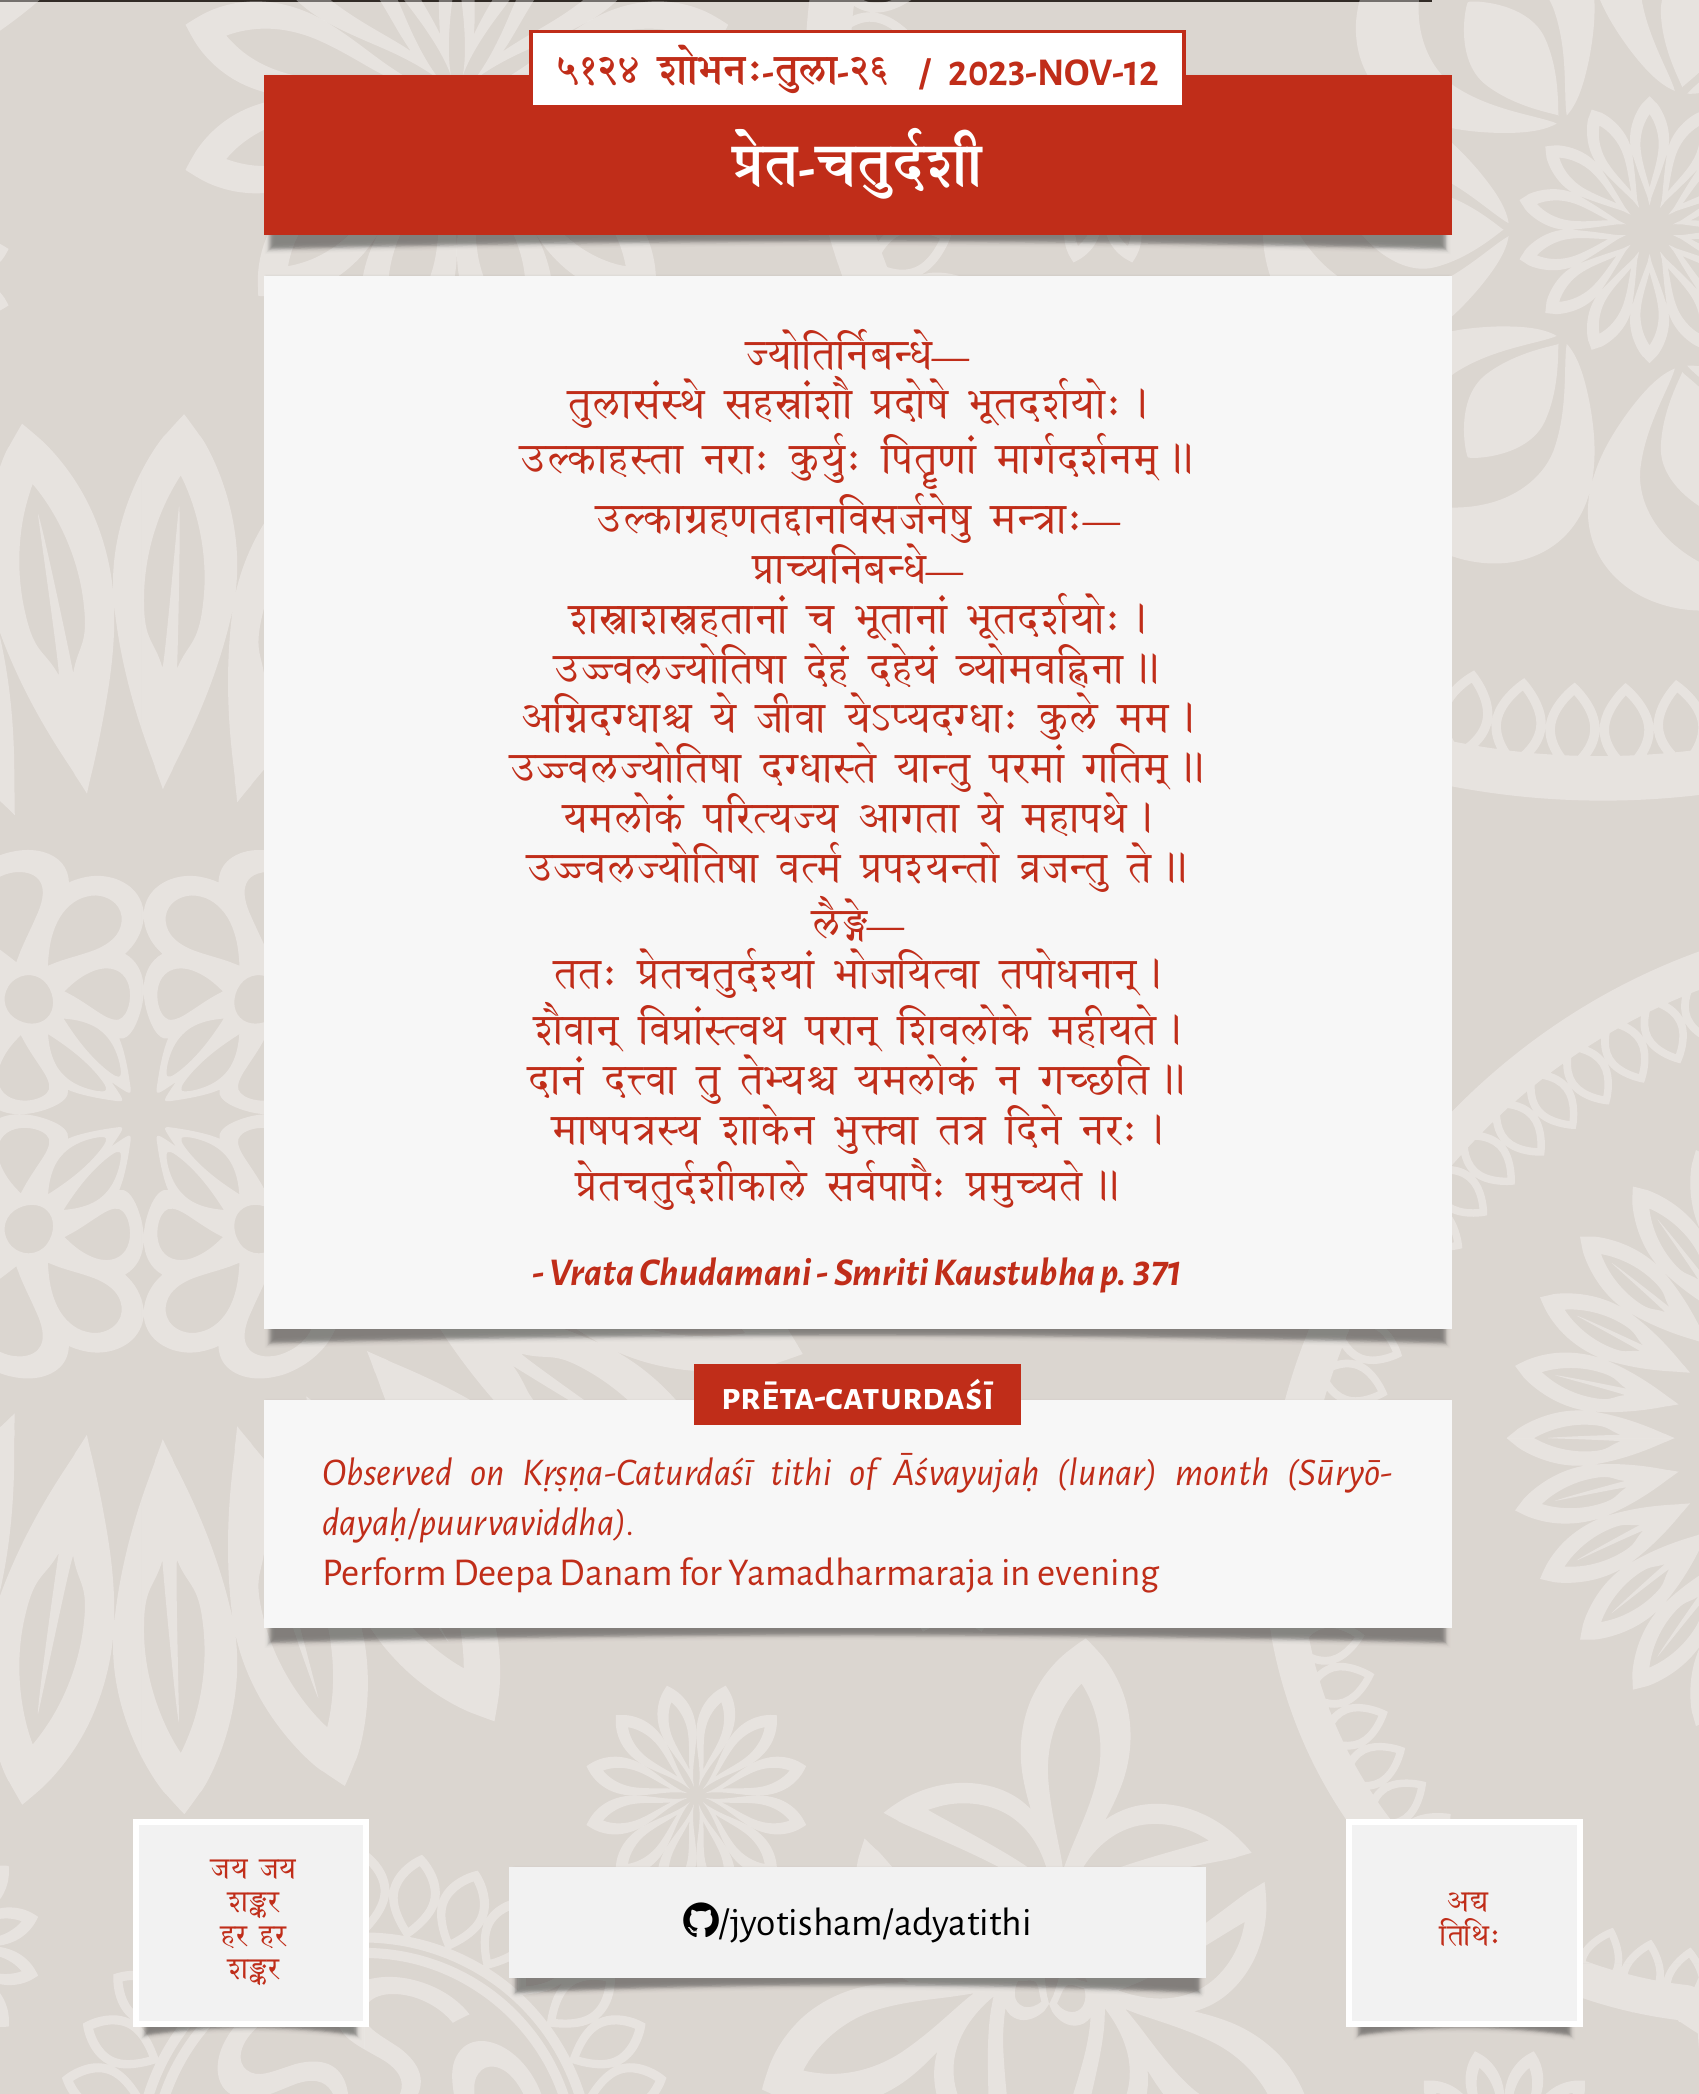 ५१२४ शोभनः-तुला-२६ / 2023-NOV-12
प्रेत-चतुर्दशी
ज्योतिर्निबन्धे—
तुलासंस्थे सहस्रांशौ प्रदोषे भूतदर्शयोः ।
उल्काहस्ता नराः कुर्युः पितॄणां मार्गदर्शनम् ॥
उल्काग्रहणतद्दानविसर्जनेषु मन्त्राः—
प्राच्यनिबन्धे—
शस्त्राशस्त्रहतानां च भूतानां भूतदर्शयोः ।
उज्ज्वलज्योतिषा देहं दहेयं व्योमवह्निना ॥
अग्निदग्धाश्च ये जीवा येऽप्यदग्धाः कुले मम ।
उज्ज्वलज्योतिषा दग्धास्ते यान्तु परमां गतिम् ॥
यमलोकं परित्यज्य आगता ये महापथे ।
उज्ज्वलज्योतिषा वर्त्म प्रपश्यन्तो व्रजन्तु ते ॥
लैङ्गे—
ततः प्रेतचतुर्दश्यां भोजयित्वा तपोधनान् ।
शैवान् विप्रांस्त्वथ परान् शिवलोके महीयते ।
दानं दत्त्वा तु तेभ्यश्च यमलोकं न गच्छति ॥
माषपत्रस्य शाकेन भुक्त्वा तत्र दिने नरः ।
प्रेतचतुर्दशीकाले सर्वपापैः प्रमुच्यते ॥
- Vrata Chudamani - Smriti Kaustubha p. 371
PRĒTA-CATURDAŚĪ
Observed on Kṛṣṇa-Caturdaśī tithi of Āśvayujaḥ (lunar) month (Sūryō-
dayaḥ/puurvaviddha).
Perform Deepa Danam for Yamadharmaraja in evening
जय जय
शङ्कर
हर हर
शङ्कर
/jyotisham/adyatithi
अद्य
तिथिः